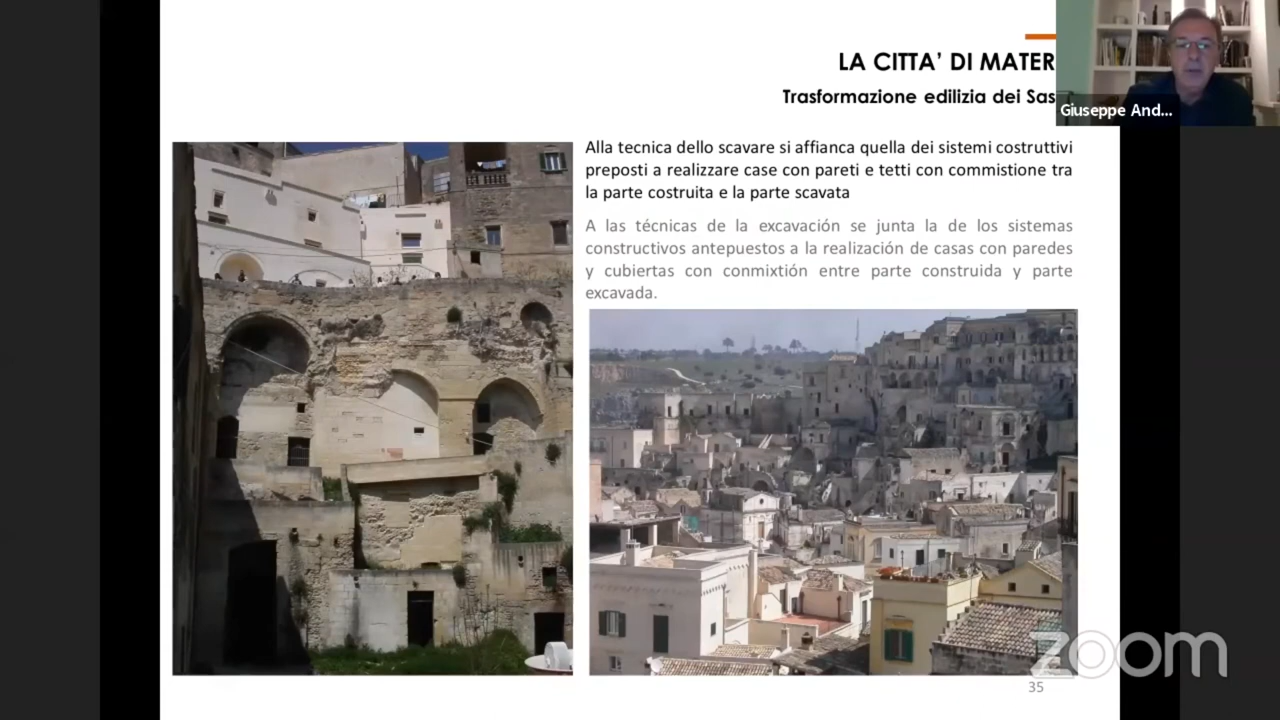 LA CITTA’ DI MATER
Trasformazione edilizia dei Sas
Giuseppe And...
Alla tecnica dello scavare si affianca quella dei sistemi costruttivi
preposti a realizzare case con pareti e tetti con commistione tra
la parte costruita e la parte scavata
A las técnicas de la excavación se junta la de los sistemas
constructivos antepuestos a la realización de casas con paredes
y cubiertas con conmixtión entre parte construida y parte
excavada.
zoom
35